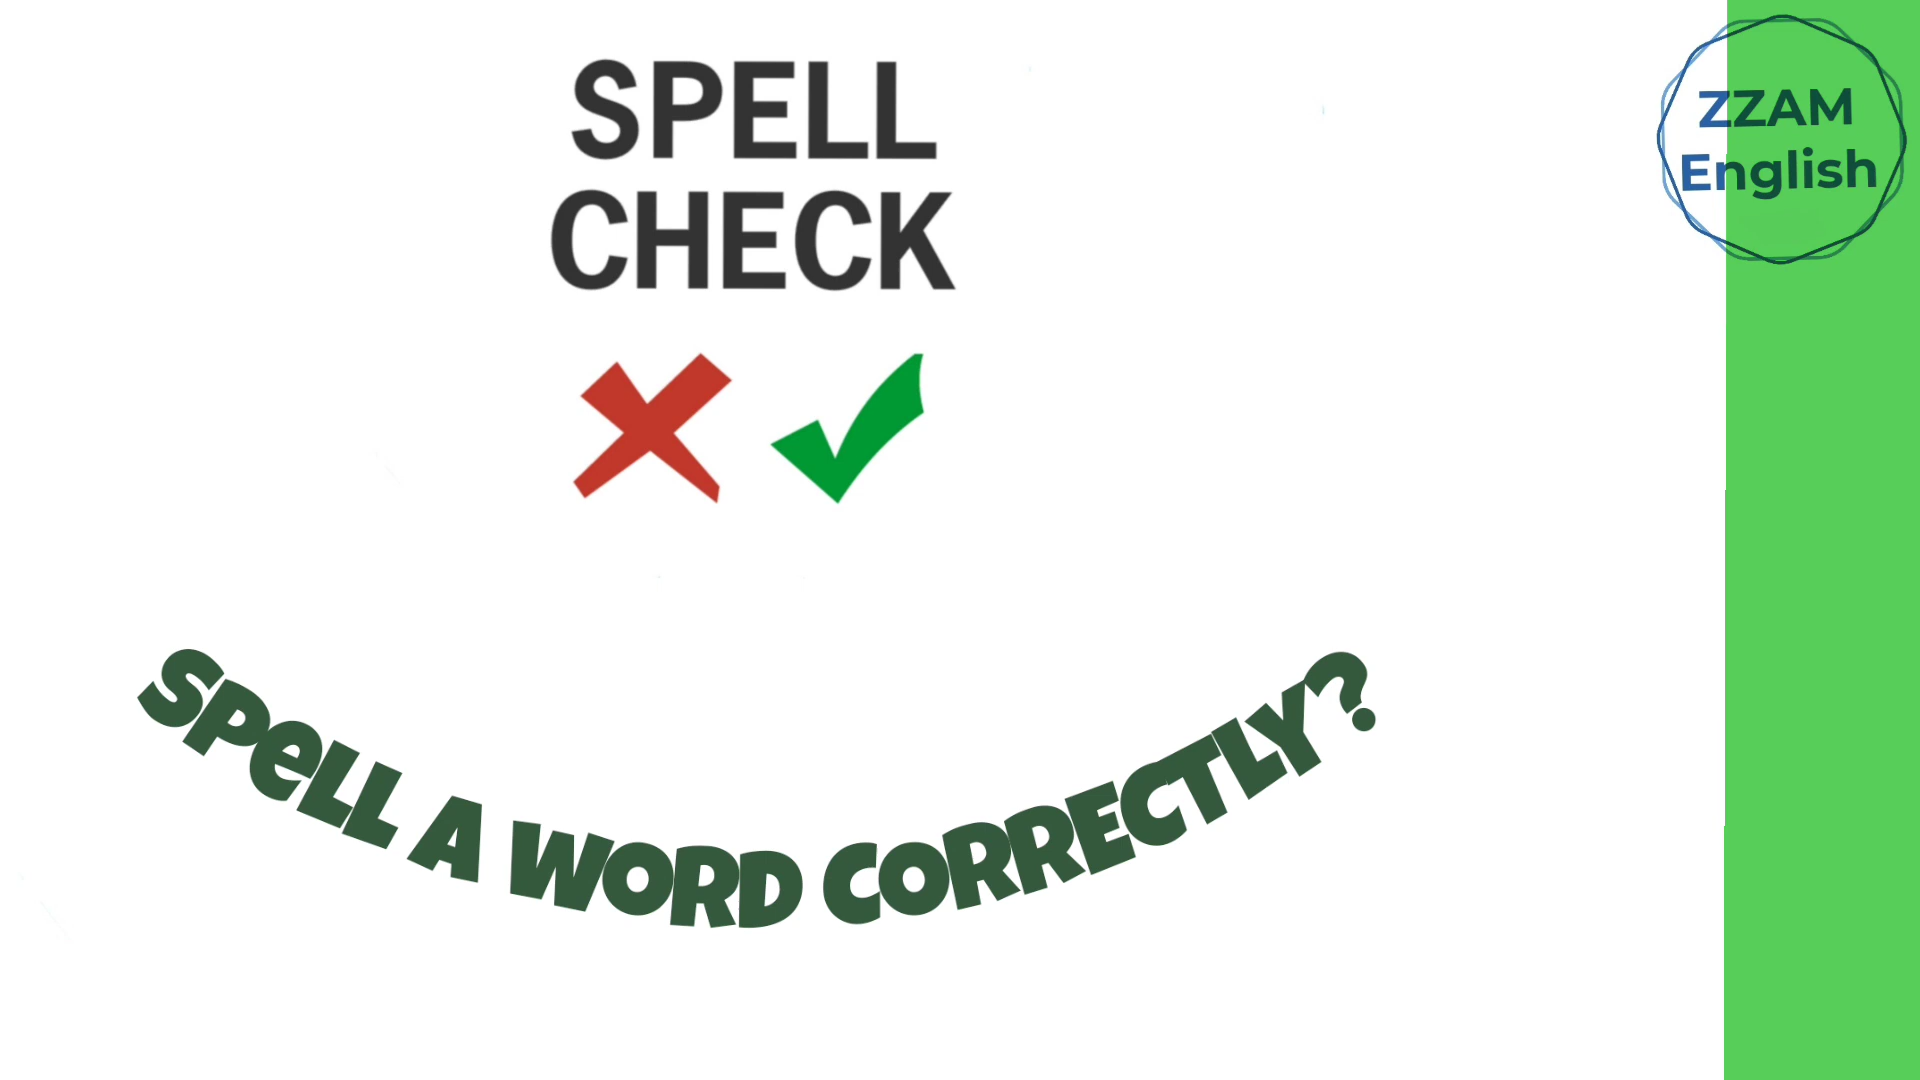 SPELL
CHECK
ZZAM
English
SPeLL A WORD CORRECTLY?